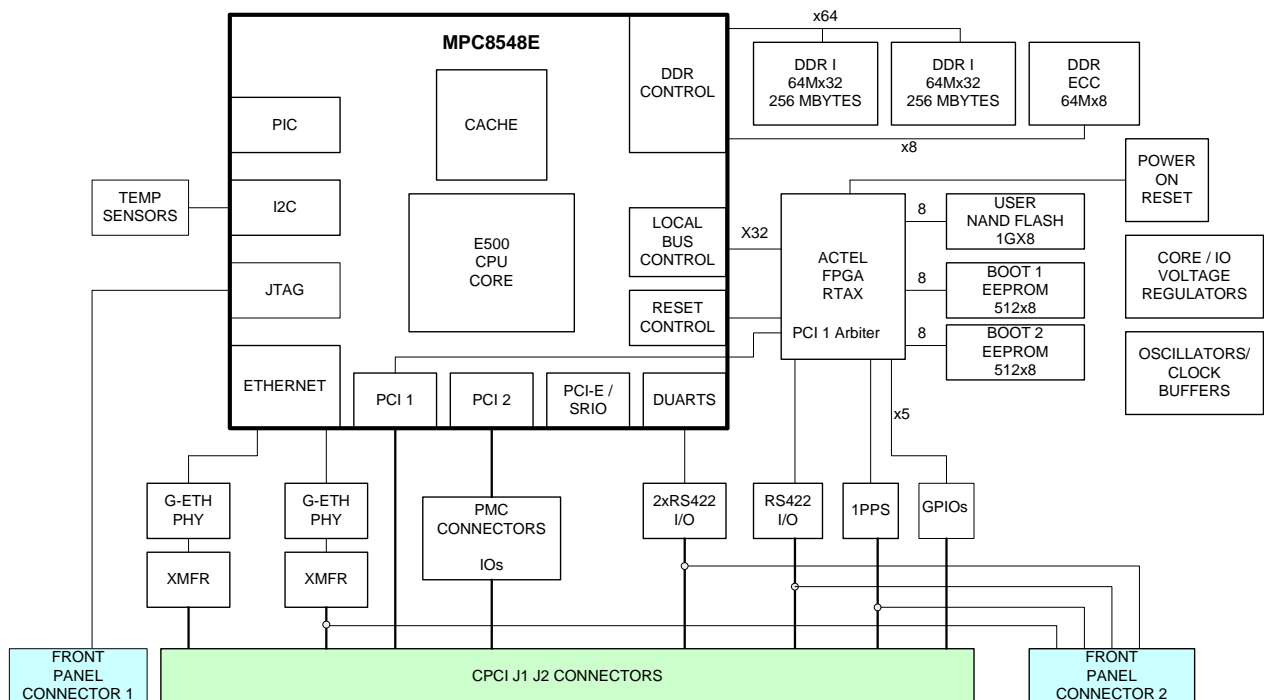 x64
MPC8548E
DDR
CONTROL
DDR I
64Mx32
256 MBYTES
DDR I
64Mx32
256 MBYTES
DDR
ECC
64Mx8
PIC
CACHE
x8
POWER
ON
RESET
TEMP
SENSORS
I2C
E500
CPU
CORE
LOCAL
BUS
CONTROL
X32
ACTEL
FPGA
RTAX
PCI 1 Arbiter
8
USER
NAND FLASH
1GX8
JTAG
RESET
CONTROL
8
BOOT 1
EEPROM
512x8
CORE / IO
VOLTAGE
REGULATORS
8
BOOT 2
EEPROM
512x8
OSCILLATORS/
CLOCK
BUFFERS
ETHERNET
PCI 1
PCI 2
PCI-E /
SRIO
DUARTS
x5
G-ETH
PHY
G-ETH
PHY
PMC
CONNECTORS
IOs
2xRS422
I/O
RS422
I/O
1PPS
GPIOs
XMFR
XMFR
FRONT
PANEL
CONNECTOR 1
CPCI J1 J2 CONNECTORS
FRONT
PANEL
CONNECTOR 2